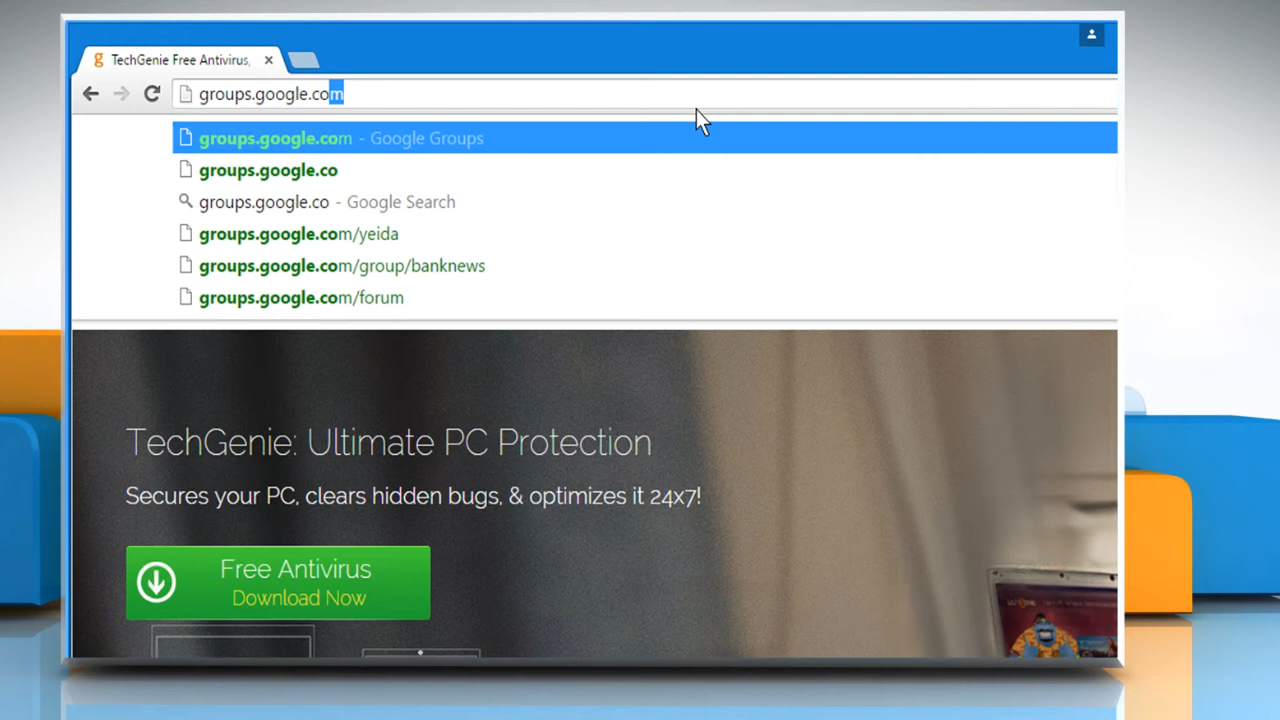 TechGenie Free Antivirus,
groups.google.com
groups.google.com - Google Groups
groups.google.co
groups.google.co - Google Search
groups.google.com/yeida
groups.google.com/group/banknews
groups.google.com/forum
TechGenie: Ultimate PC Protection
Secures your PC, clears hidden bugs, & optimizes it 24x7!
Free Antivirus
Download Now